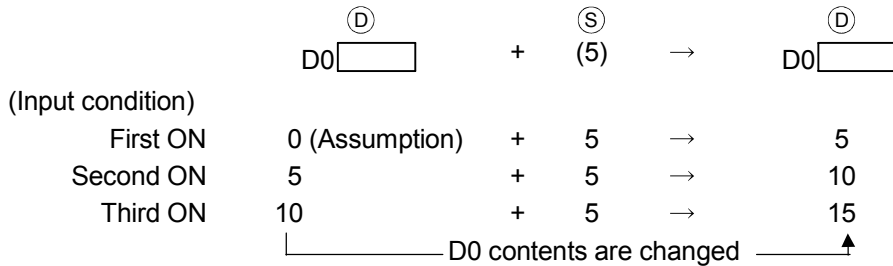 Ⓓ Ⓢ Ⓓ
D0 + (5) → D0
(Input condition)
First ON 0 (Assumption) + 5 → 5
Second ON 5 + 5 → 10
Third ON 10 + 5 → 15
D0 contents are changed